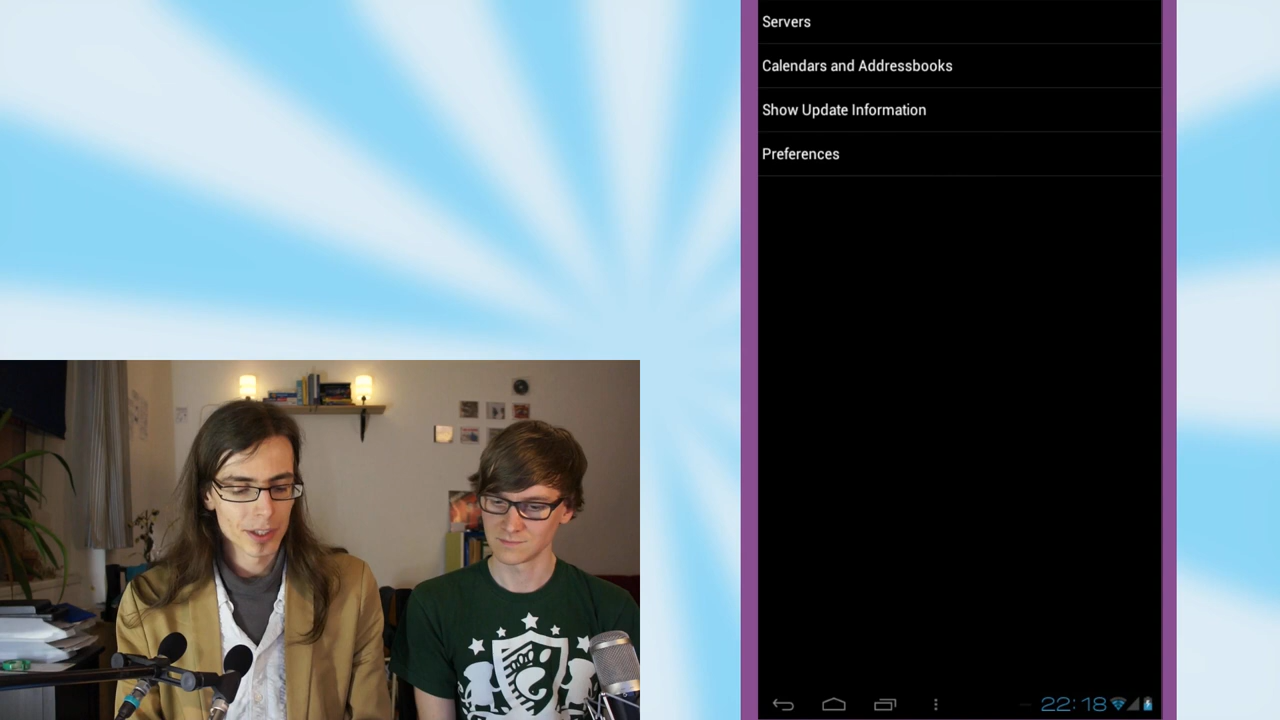 Servers
Calendars and Addressbooks
Show Update Information
Preferences
22:18